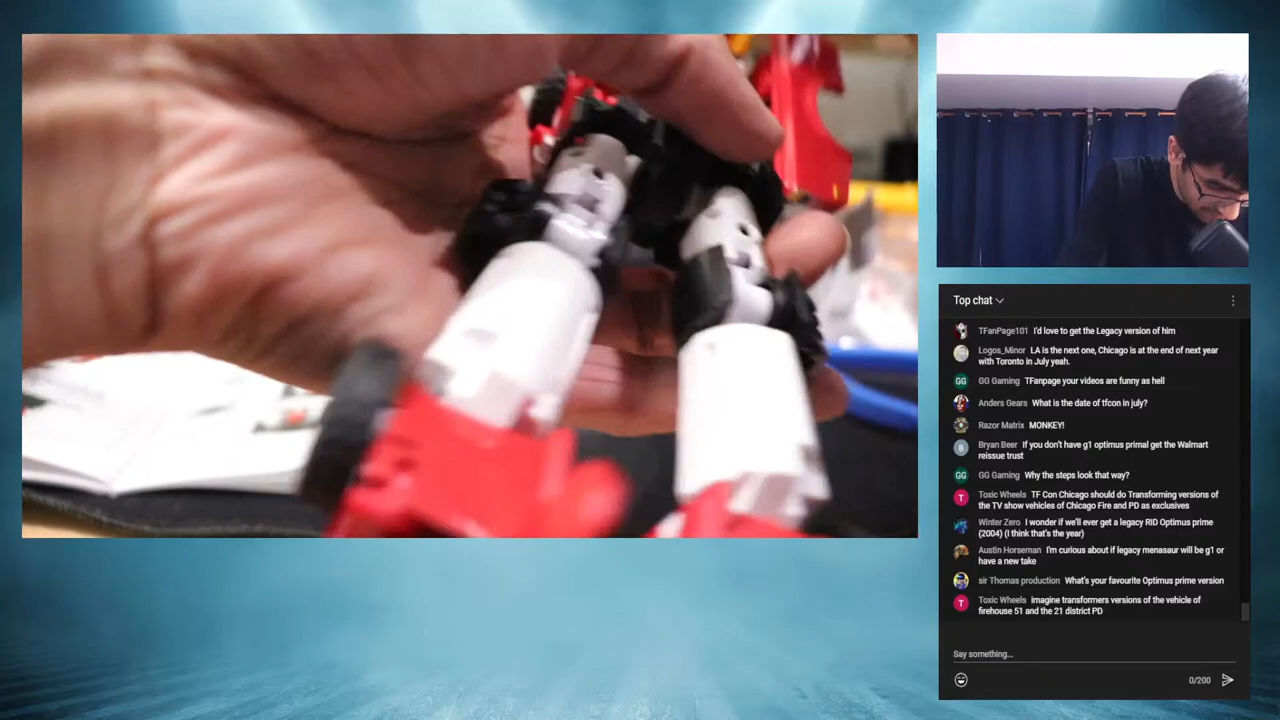 Top chat
TFanPage101 I'd love to get the Legacy version of him
Logos_Minor LA is the next one, Chicago is at the end of next year
with Toronto in July yeah.
GG GG Gaming TFanpage your videos are funny as hell
Anders Gears What is the date of tfcon in july?
Razor Matrix MONKEY!
B Bryan Beer If you don't have g1 optimus primal get the Walmart
reissue trust
GG GG Gaming Why the steps look that way?
T Toxic Wheels TF Con Chicago should do Transforming versions of
the TV show vehicles of Chicago Fire and PD as exclusives
Winter Zero I wonder if we'll ever get a legacy RID Optimus prime
(2004) (I think that's the year)
Austin Horseman I'm curious about if legacy menasaur will be g1 or
have a new take
sir Thomas production What's your favourite Optimus prime version
T Toxic Wheels imagine transformers versions of the vehicle of
firehouse 51 and the 21 district PD
Say something...
0/200